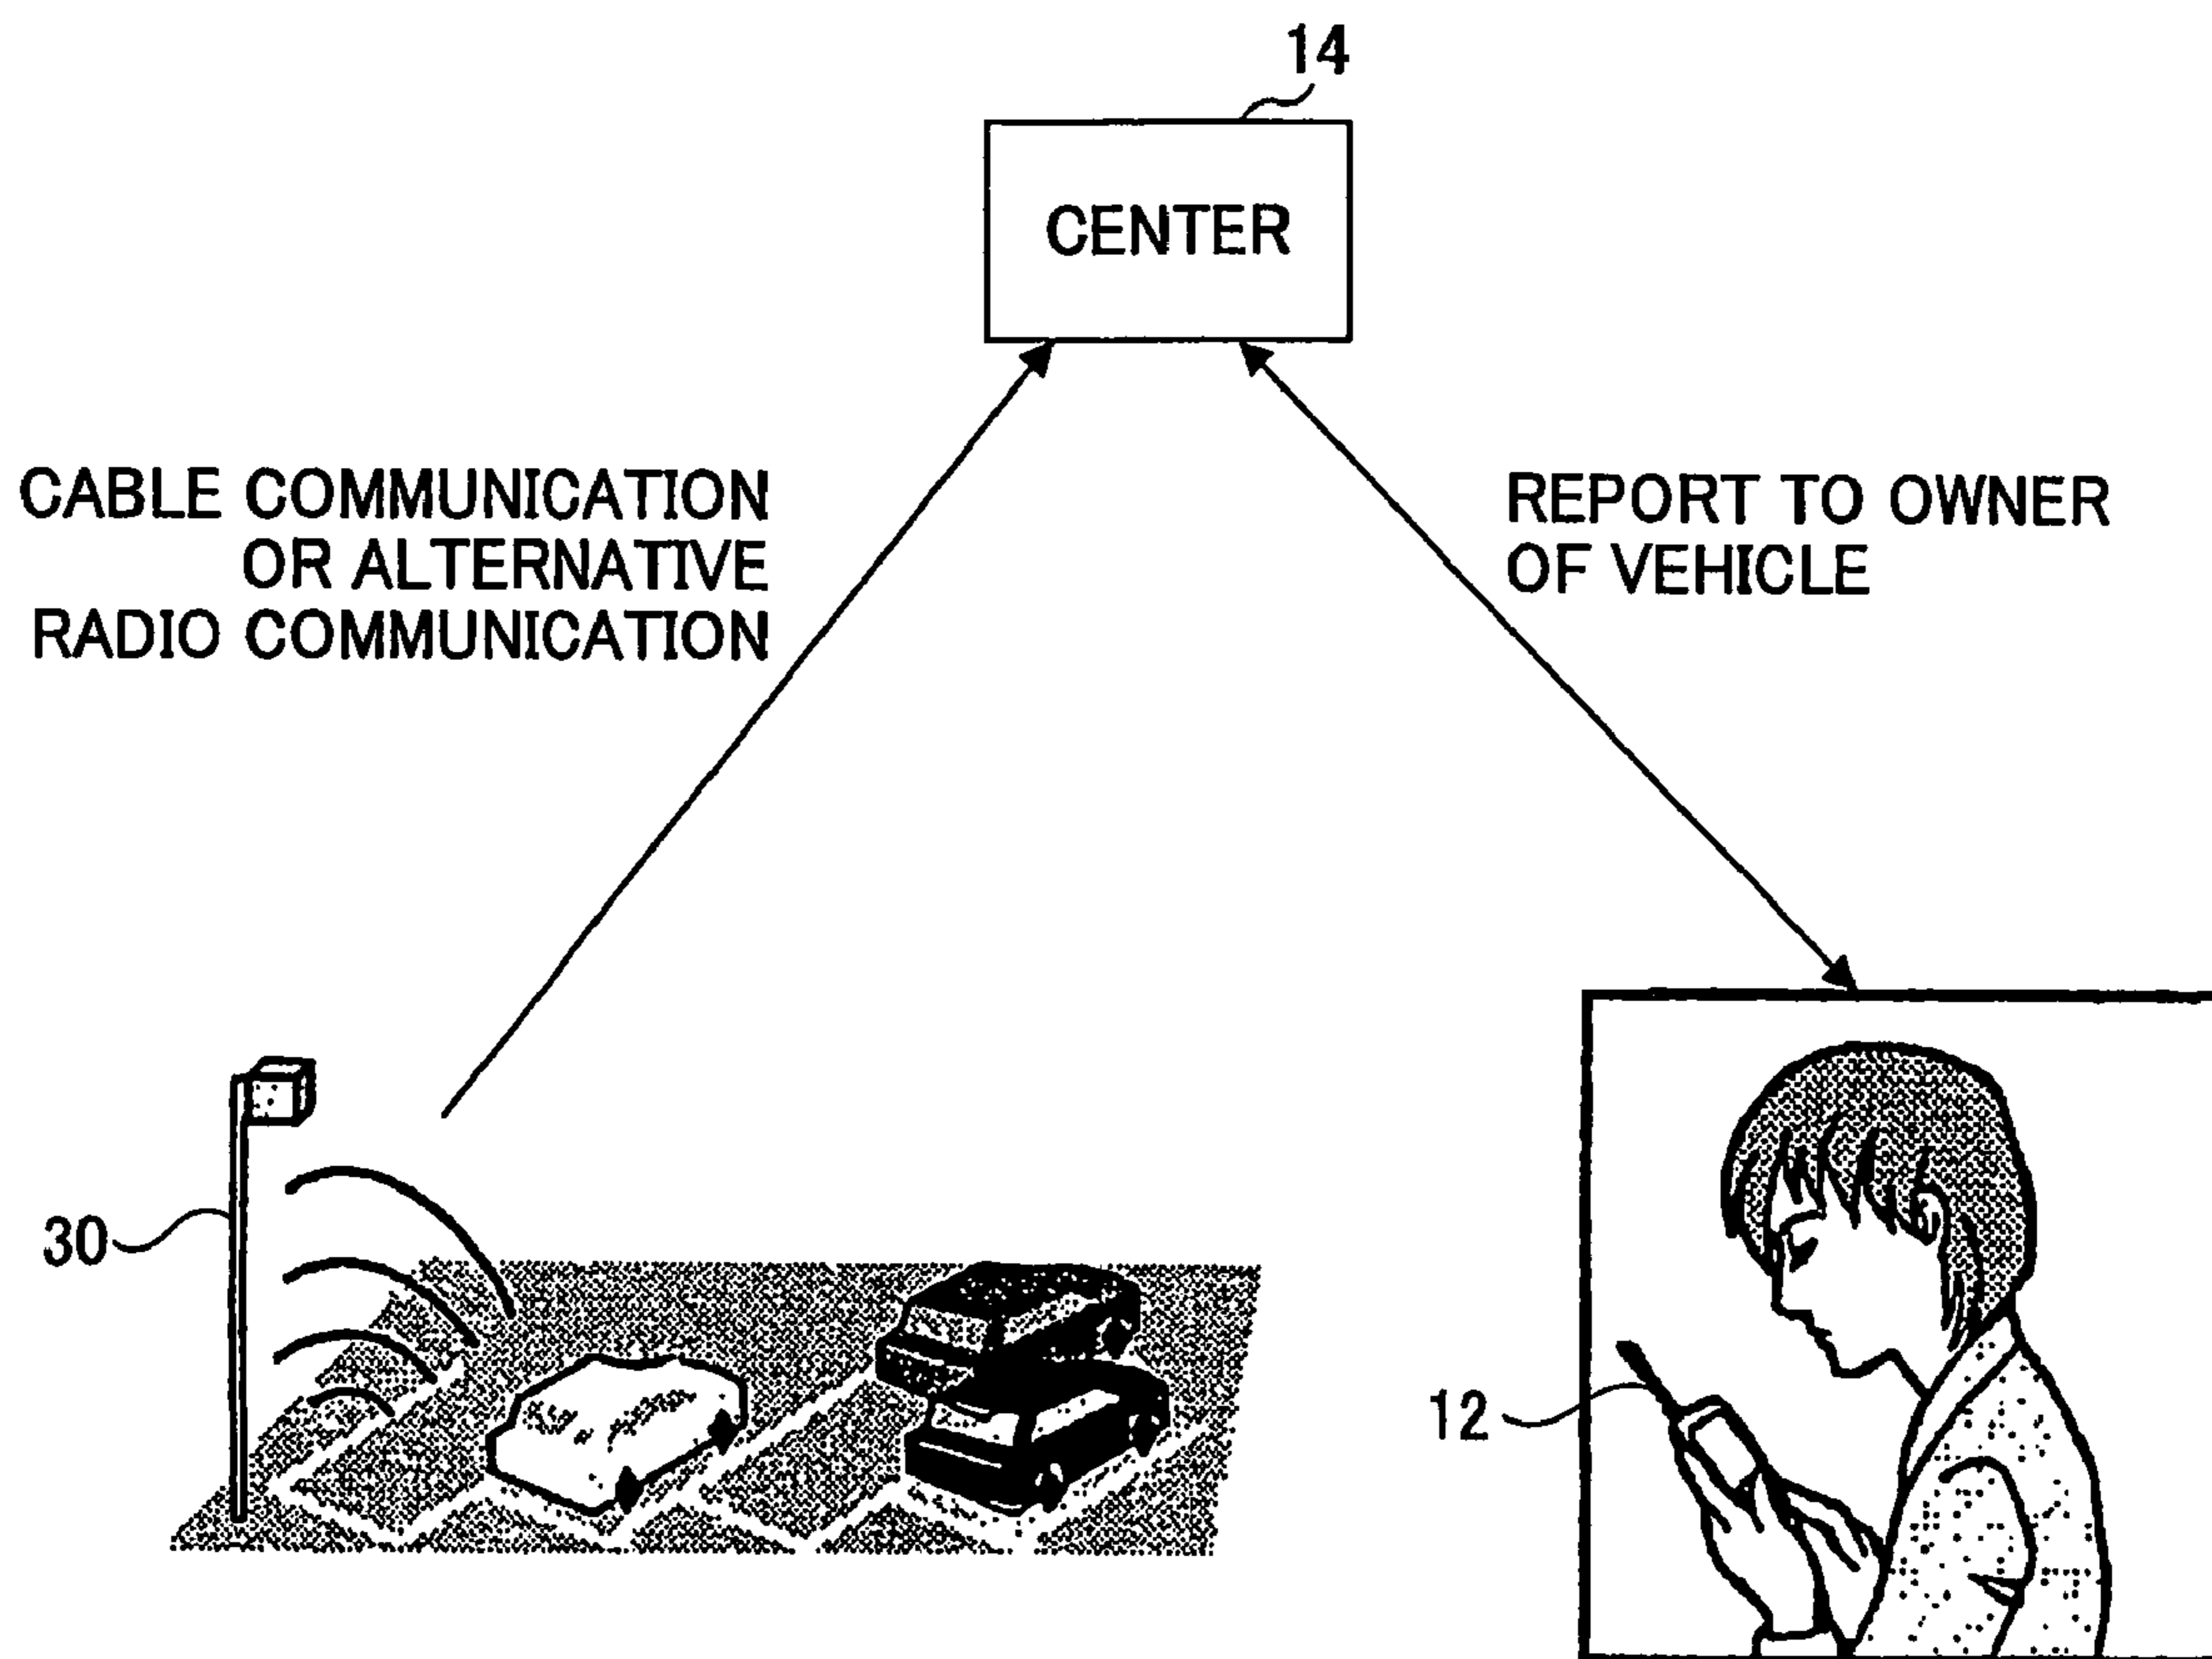 14
CENTER
CABLE COMMUNICATION
OR ALTERNATIVE
RADIO COMMUNICATION
REPORT TO OWNER
OF VEHICLE
30
12